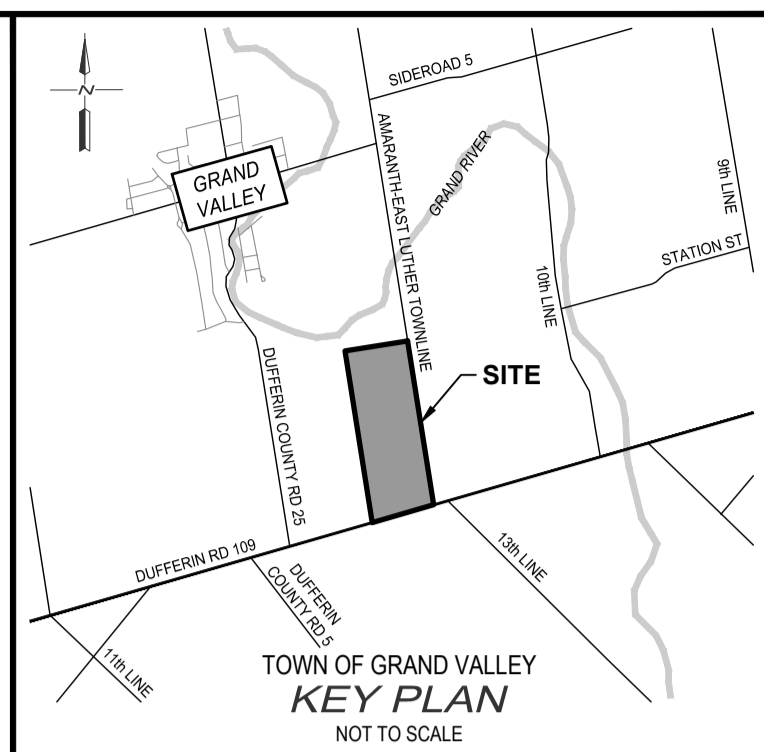 N
SIDEROAD 5
GRAND
VALLEY
AMARANTH-EAST LUTHER TOWNLINE
GRAND RIVER
9th LINE
STATION ST
10th LINE
SITE
DUFFERIN COUNTY RD 25
DUFFERIN RD 109
DUFFERIN
COUNTY RD 5
13th LINE
11th LINE
TOWN OF GRAND VALLEY
KEY PLAN
NOT TO SCALE